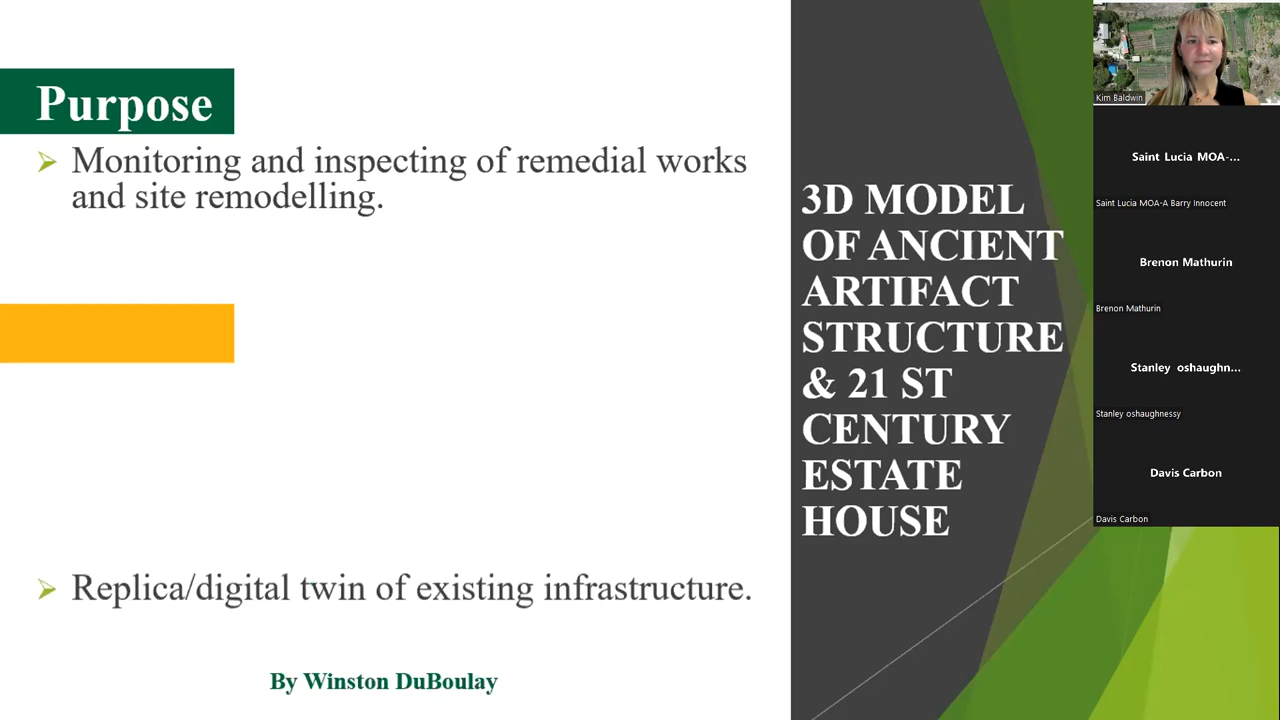 Purpose
Monitoring and inspecting of remedial works
and site remodelling.
Replica/digital twin of existing infrastructure.
By Winston DuBoulay
3D MODEL
OF ANCIENT
ARTIFACT
STRUCTURE
& 21 ST
CENTURY
ESTATE
HOUSE
Kim Baldwin
Saint Lucia MOA-...
Saint Lucia MOA-A Barry Innocent
Brenon Mathurin
Brenon Mathurin
Stanley oshaughn...
Stanley oshaughnessy
Davis Carbon
Davis Carbon